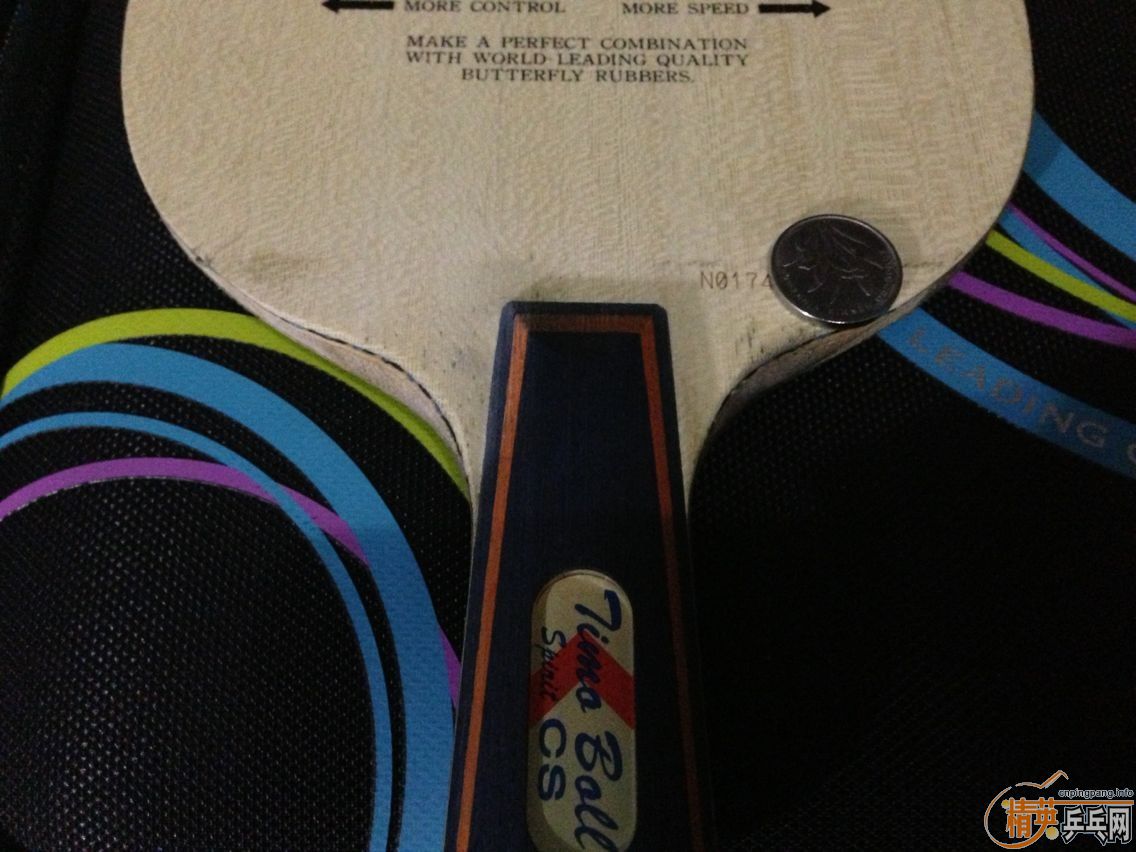 MORE CONTROL MORE SPEED
MAKE A PERFECT COMBINATION
WITH WORLD-LEADING QUALITY
BUTTERFLY RUBBERS.
N0174
LEADING
Timo Boll
Spirit
CS
cnpingpang.info
精英乒乓网